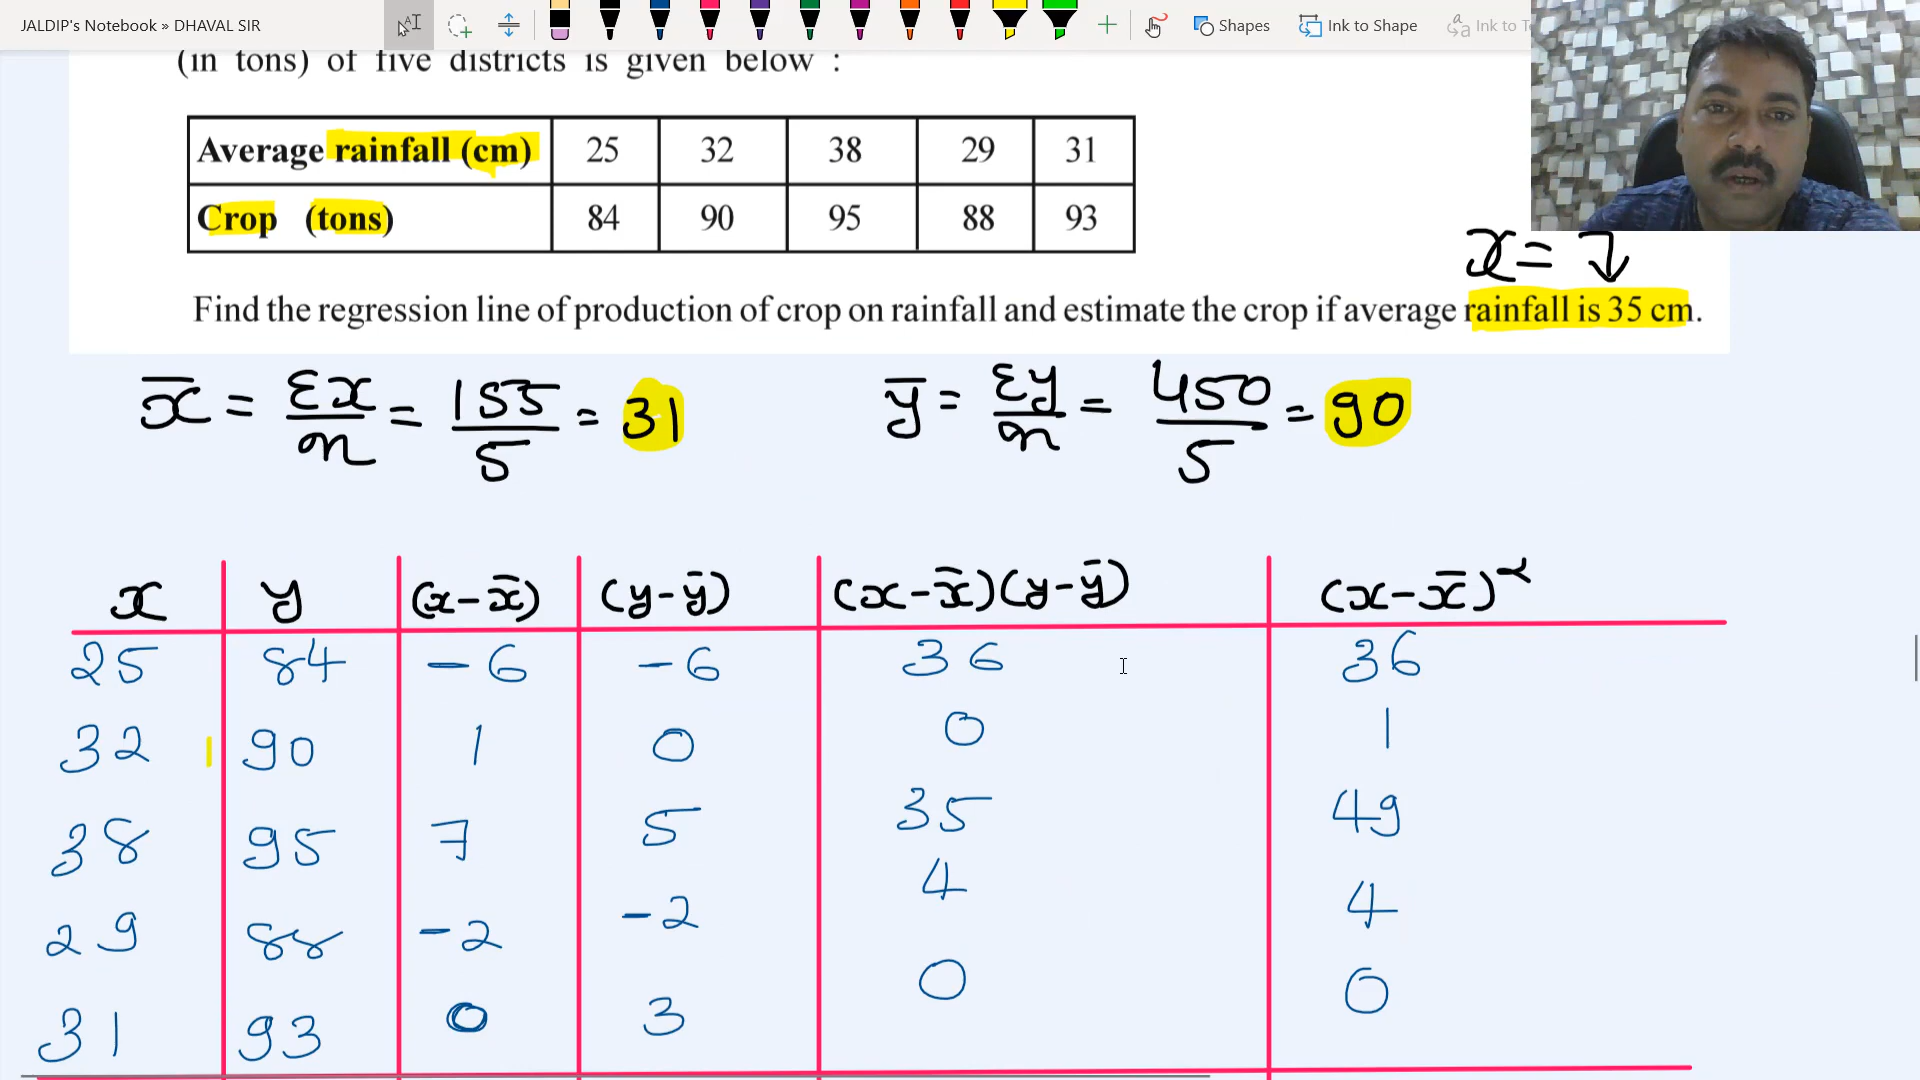 JALDIP's Notebook » DHAVAL SIR
Shapes
Ink to Shape
Ink to
(in tons) of five districts is given below :
Average rainfall (cm) 25 32 38 29 31
Crop (tons) 84 90 95 88 93
x =
Find the regression line of production of crop on rainfall and estimate the crop if average rainfall is 35 cm.
x̄ = Σx/n = 155/5 = 31
ȳ = Σy/n = 450/5 = 90
x y (x-x̄) (y-ȳ) (x-x̄)(y-ȳ) (x-x̄)²
25 84 -6 -6 36 36
32 90 1 0 0 1
38 95 7 5 35 49
29 88 -2 -2 4 4
31 93 0 3 0 0